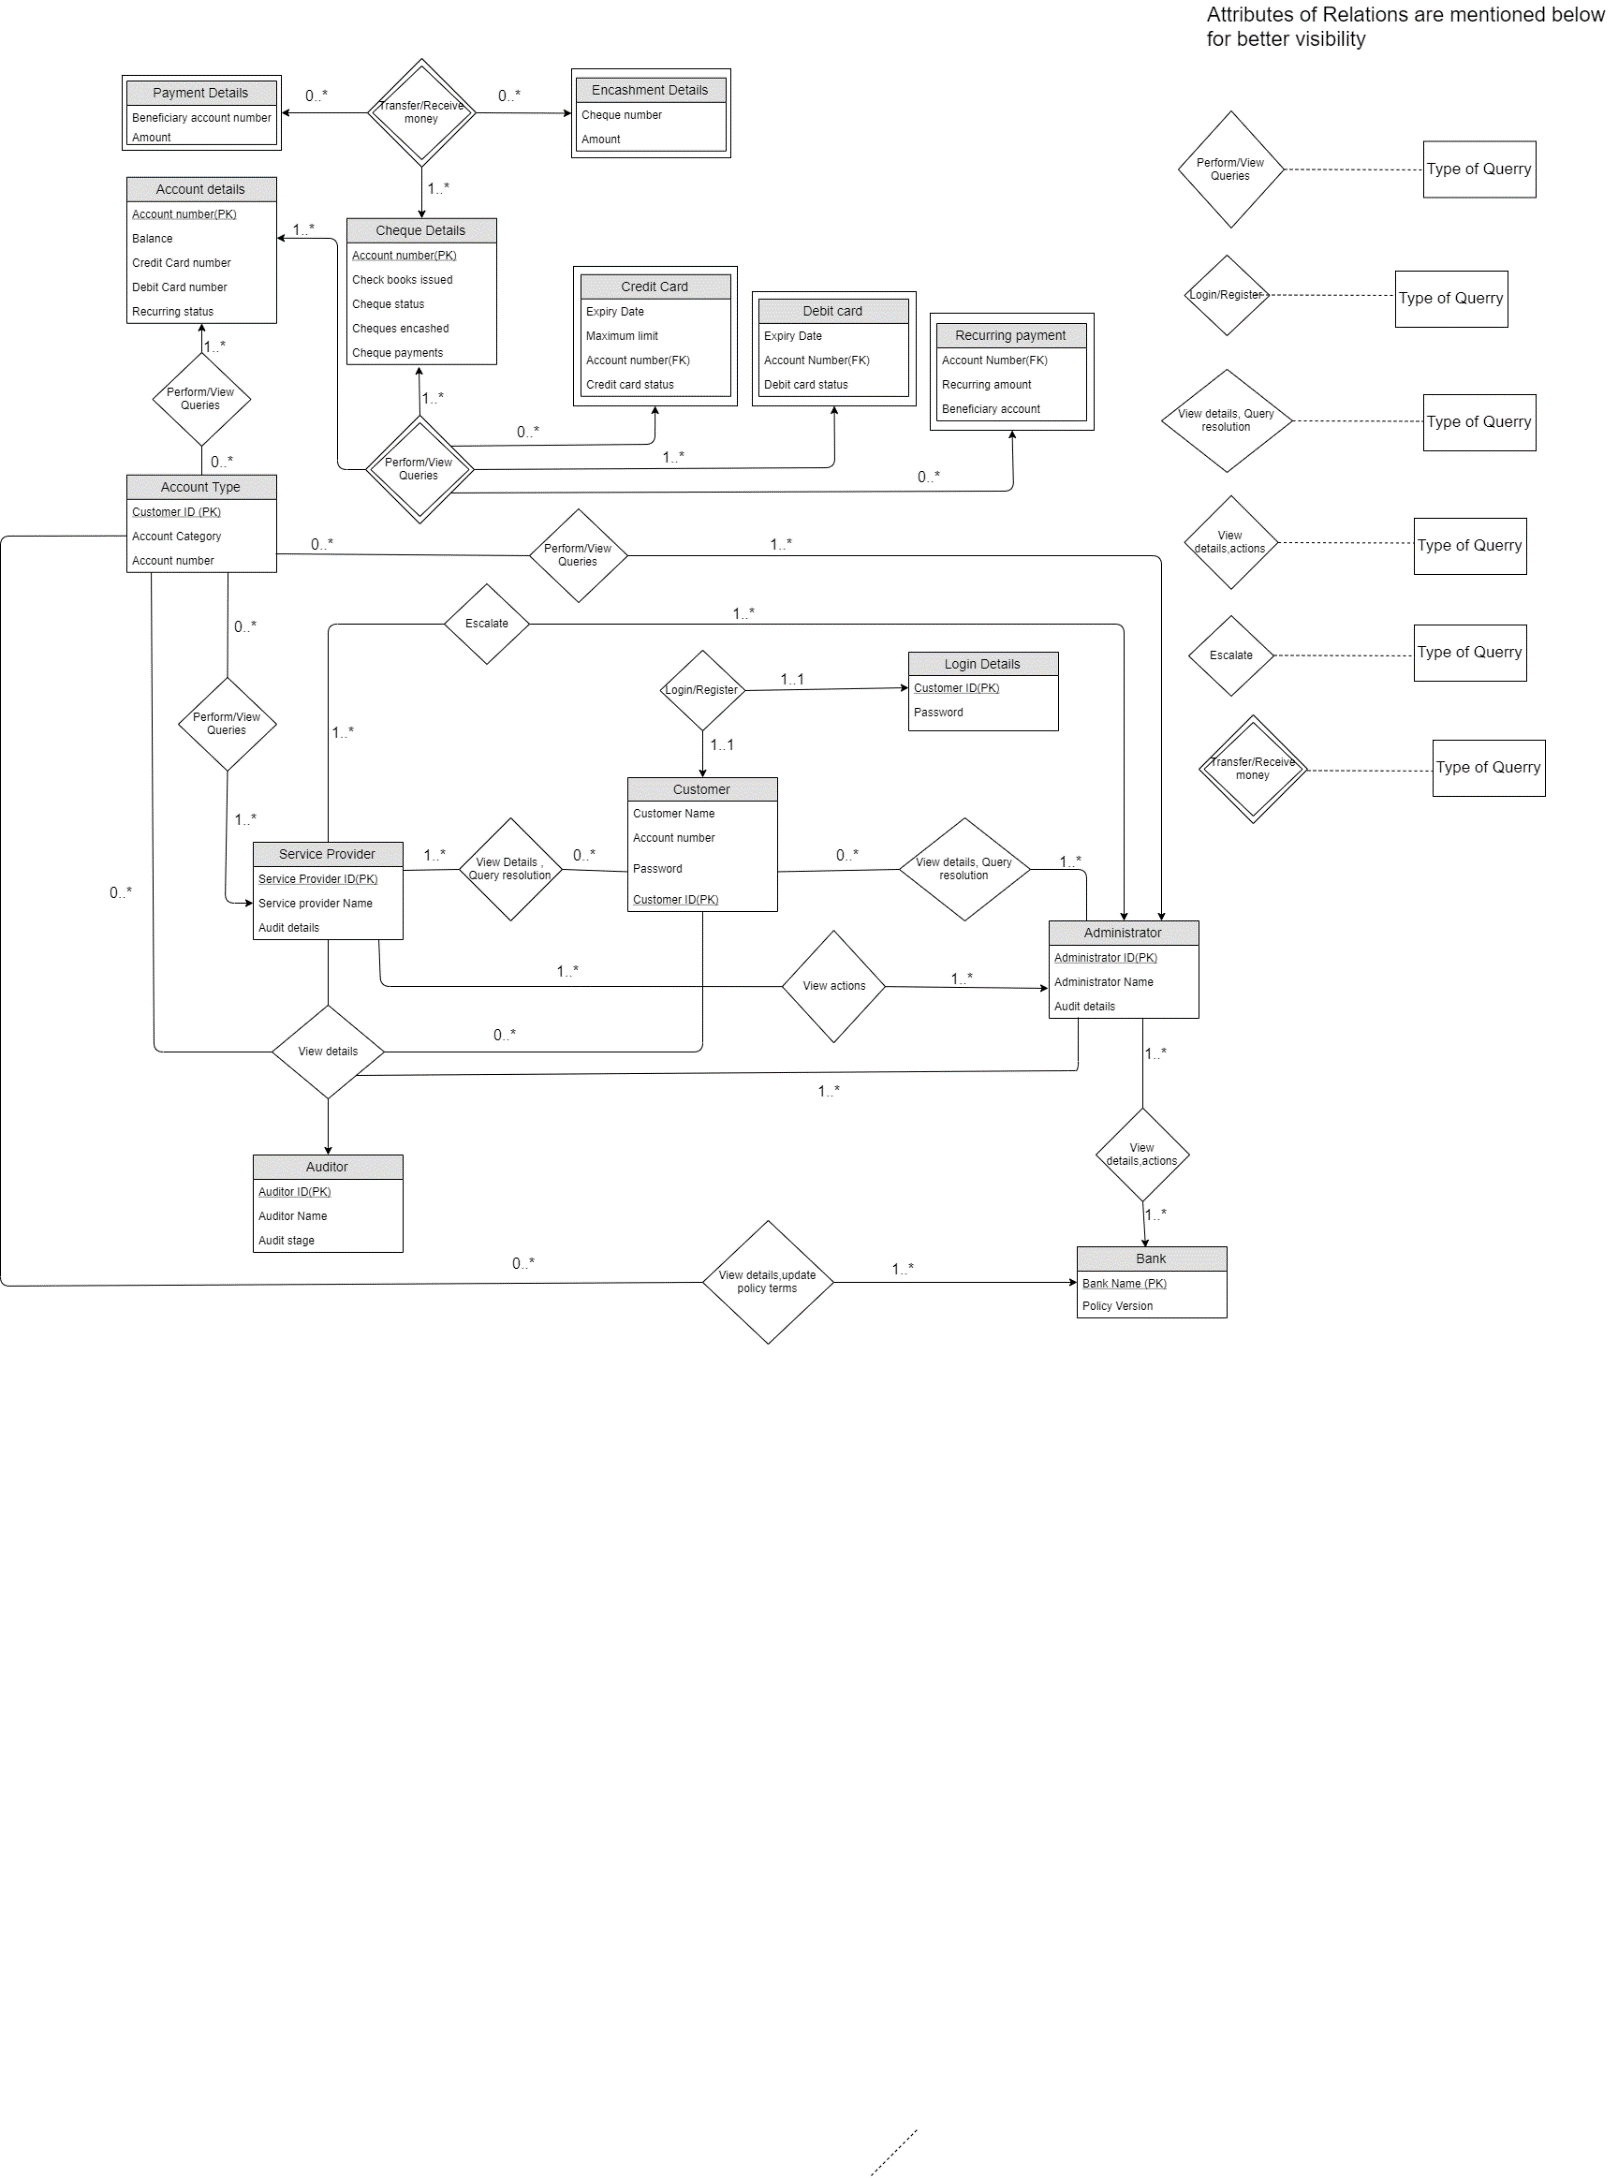 Attributes of Relations are mentioned below
for better visibility
Payment Details
Beneficiary account number
Amount
0..*
Transfer/Receive
money
0..*
Encashment Details
Cheque number
Amount
1..*
Account details
Account number(PK)
Balance
Credit Card number
Debit Card number
Recurring status
1..*
Cheque Details
Account number(PK)
Check books issued
Cheque status
Cheques encashed
Cheque payments
Credit Card
Expiry Date
Maximum limit
Account number(FK)
Credit card status
Debit card
Expiry Date
Account Number(FK)
Debit card status
Recurring payment
Account Number(FK)
Recurring amount
Beneficiary account
1..*
Perform/View
Queries
0..*
1..*
Perform/View
Queries
0..*
1..*
0..*
Account Type
Customer ID (PK)
Account Category
Account number
0..*
Perform/View
Queries
1..*
0..*
Perform/View
Queries
1..*
Escalate
1..*
1..*
Login/Register
1..1
Login Details
Customer ID(PK)
Password
1..1
Customer
Customer Name
Account number
Password
Customer ID(PK)
Service Provider
Service Provider ID(PK)
Service provider Name
Audit details
1..*
View Details ,
Query resolution
0..*
0..*
View details, Query
resolution
1..*
0..*
Administrator
Administrator ID(PK)
Administrator Name
Audit details
1..*
View actions
1..*
View details
0..*
1..*
1..*
View
details,actions
1..*
Auditor
Auditor ID(PK)
Auditor Name
Audit stage
0..*
View details,update
policy terms
1..*
Bank
Bank Name (PK)
Policy Version
Perform/View
Queries
Type of Querry
Login/Register
Type of Querry
View details, Query
resolution
Type of Querry
View
details,actions
Type of Querry
Escalate
Type of Querry
Transfer/Receive
money
Type of Querry